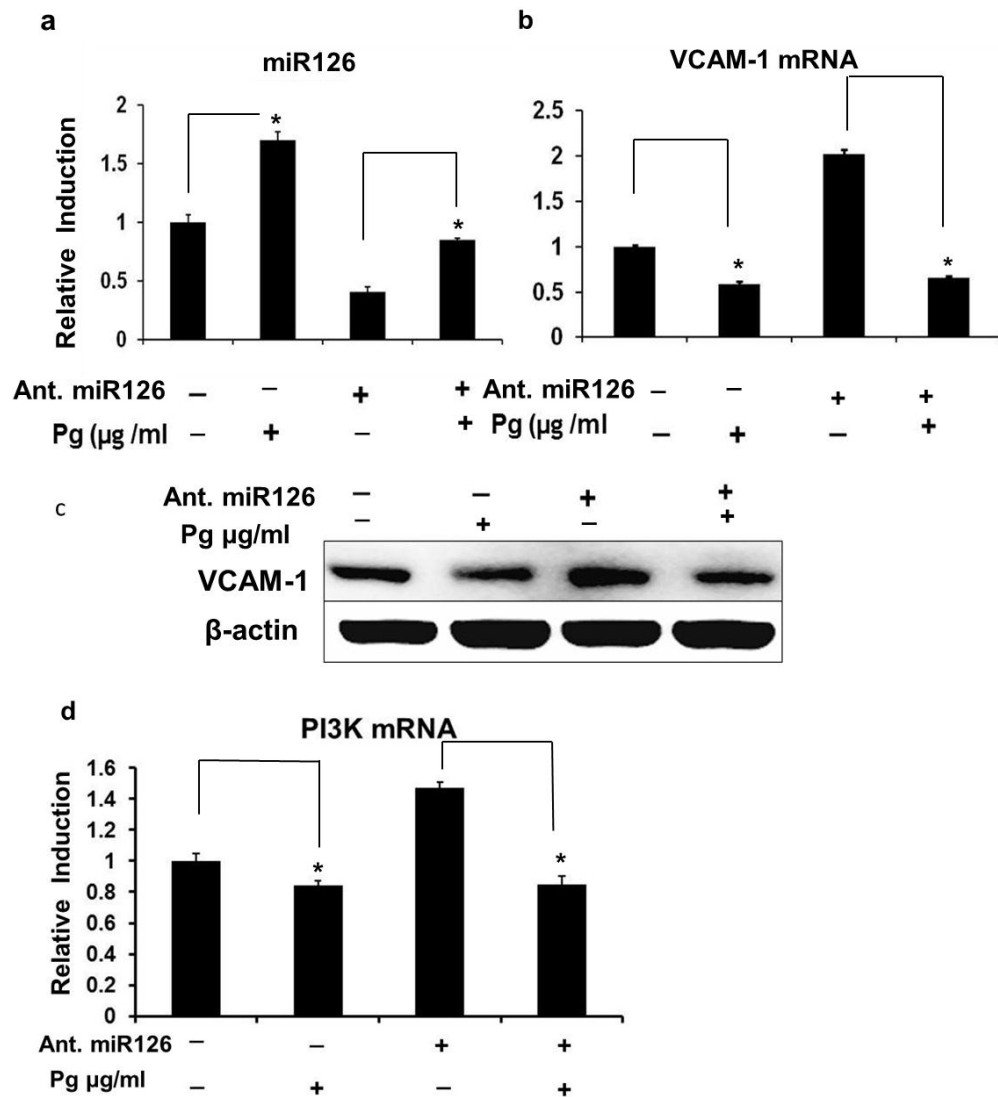 a
miR126
Relative Induction
2
1.5
1
0.5
0
*
*
Ant. miR126 – – + +
Pg (µg /ml – + – +
b
VCAM-1 mRNA
2.5
2
1.5
1
0.5
0
*
*
Ant. miR126 – – + +
Pg (µg /ml – + – +
c
Ant. miR126 – – + +
Pg µg/ml – + – +
VCAM-1
β-actin
d
PI3K mRNA
Relative Induction
1.6
1.4
1.2
1
0.8
0.6
0.4
0.2
0
*
*
Ant. miR126 – – + +
Pg µg/ml – + – +